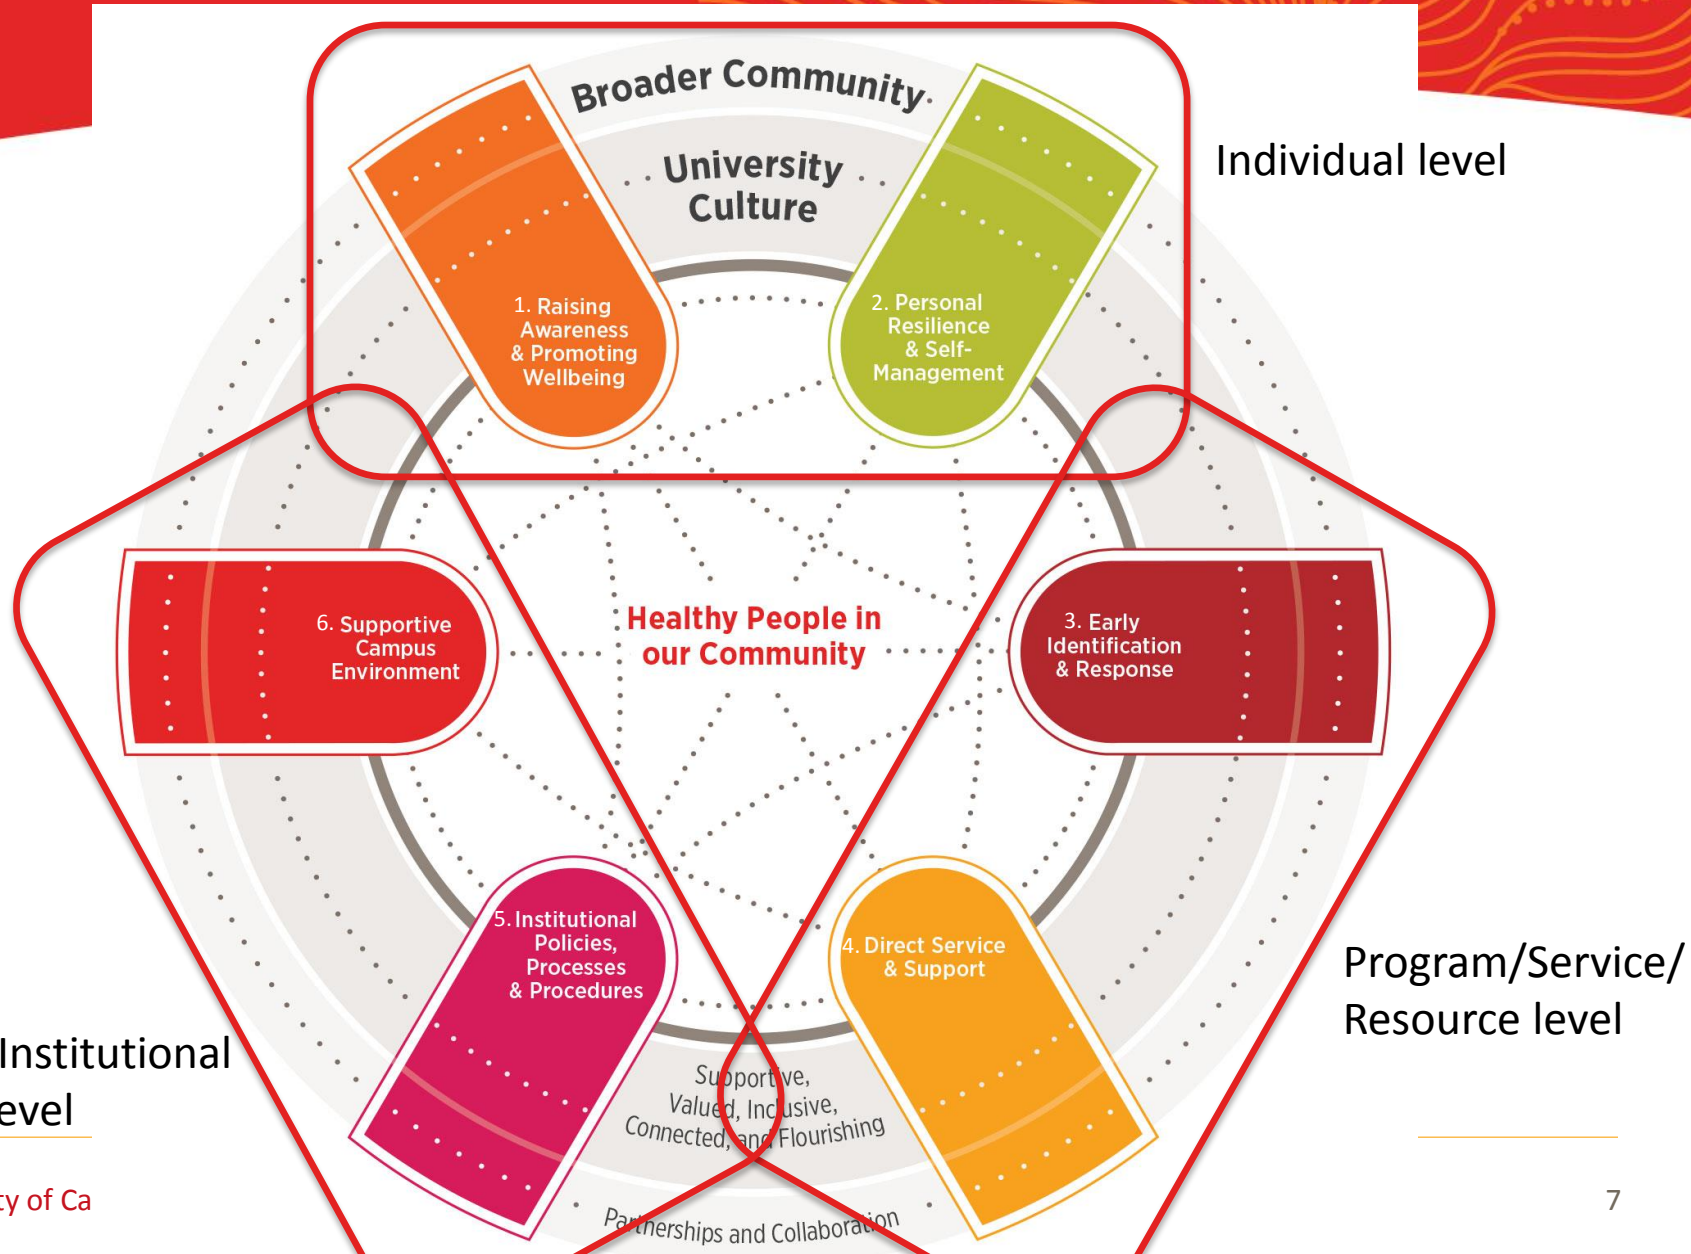 Broader Community
University
Culture
Individual level
1. Raising
Awareness
& Promoting
Wellbeing
2. Personal
Resilience
& Self-
Management
6. Supportive
Campus
Environment
Healthy People in
our Community
3. Early
Identification
& Response
5. Institutional
Policies,
Processes
& Procedures
4. Direct Service
& Support
Program/Service/
Resource level
Institutional
evel
Supportive,
Valued, Inclusive,
Connected, and Flourishing
Partnerships and Collaboration
ty of Ca
7